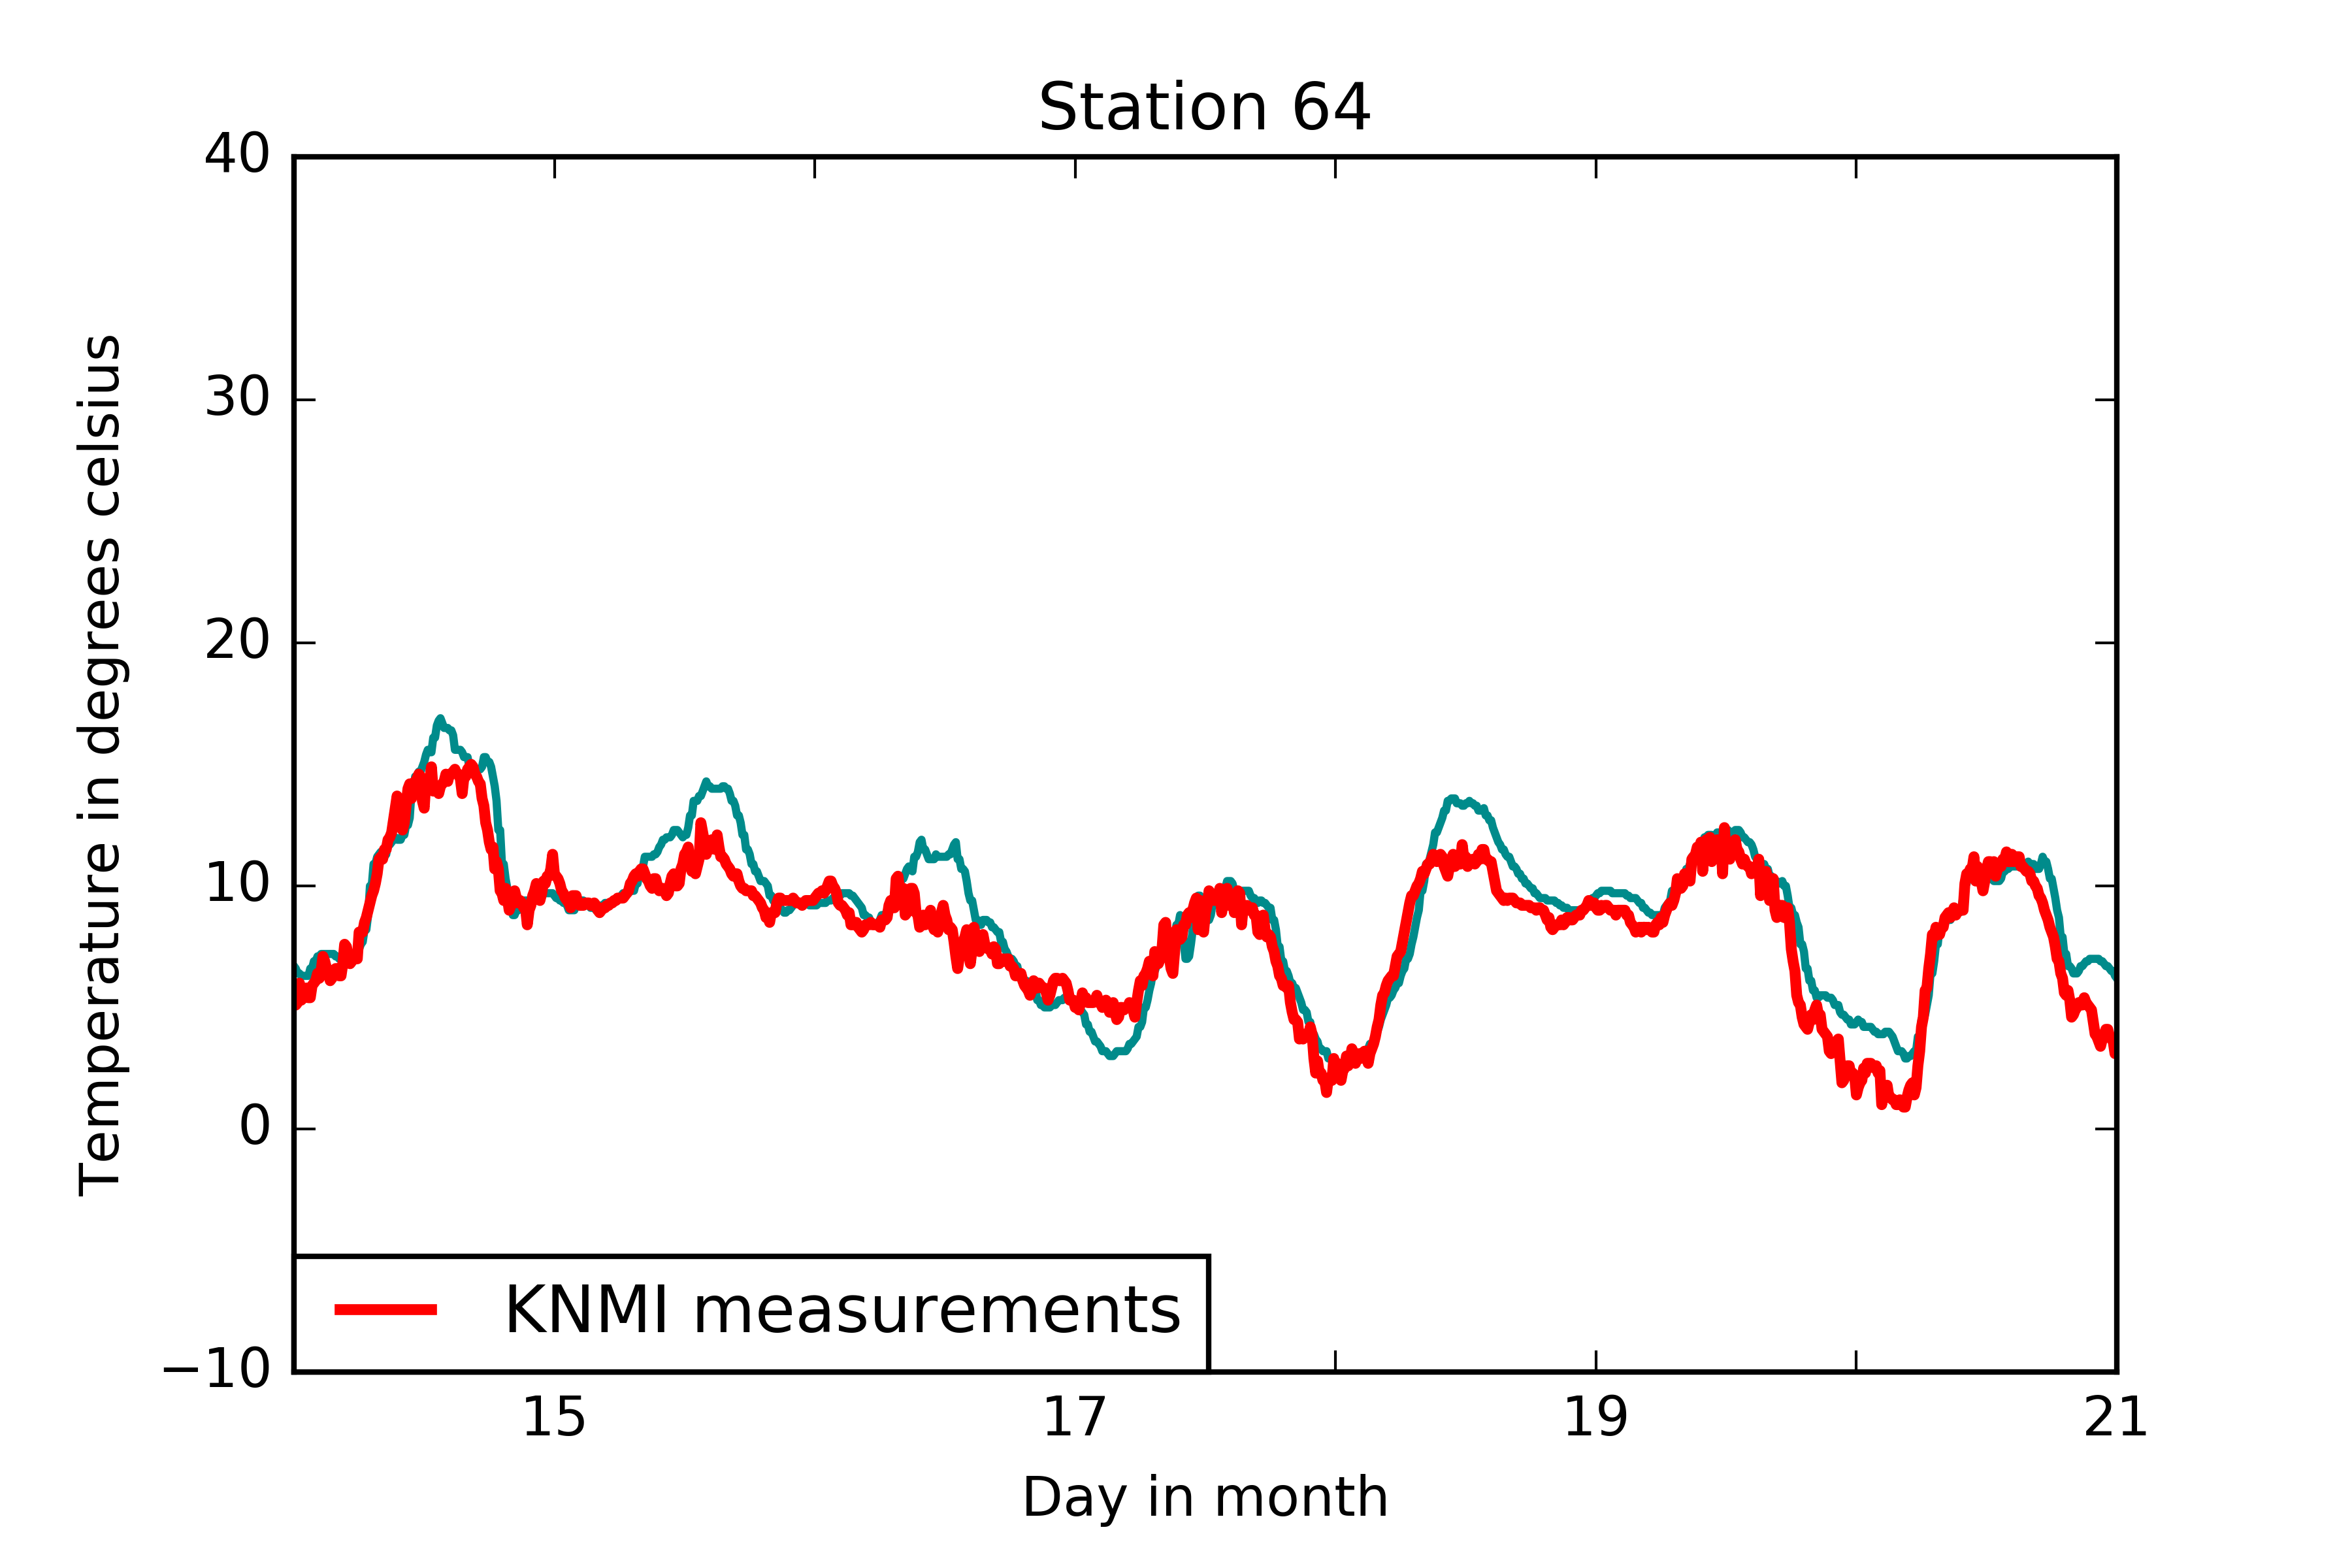 Station 64
40
30
20
10
0
−10
Temperature in degrees celsius
KNMI measurements
15 17 19 21
Day in month